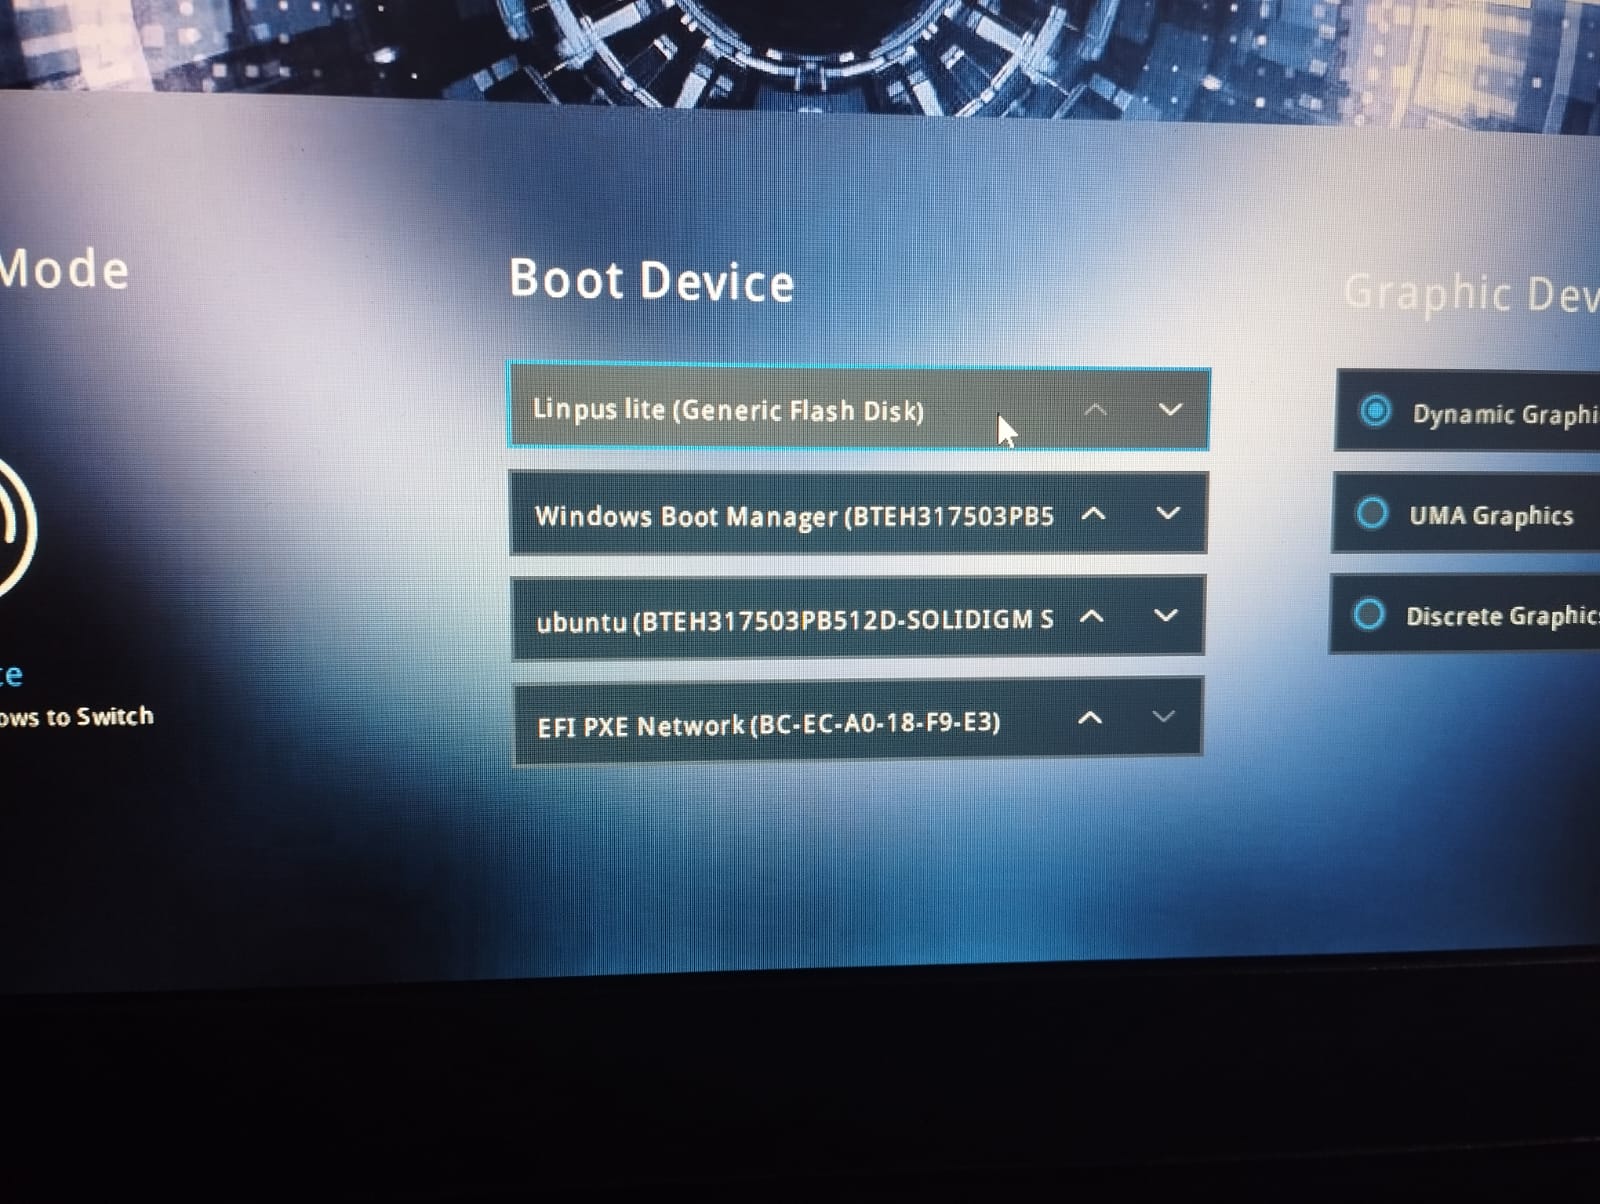 Mode
Boot Device
Graphic Dev
Linpus lite (Generic Flash Disk)
Dynamic Graphi
Windows Boot Manager (BTEH317503PB5
UMA Graphics
ubuntu (BTEH317503PB512D-SOLIDIGM S
Discrete Graphics
EFI PXE Network (BC-EC-A0-18-F9-E3)
te
ows to Switch